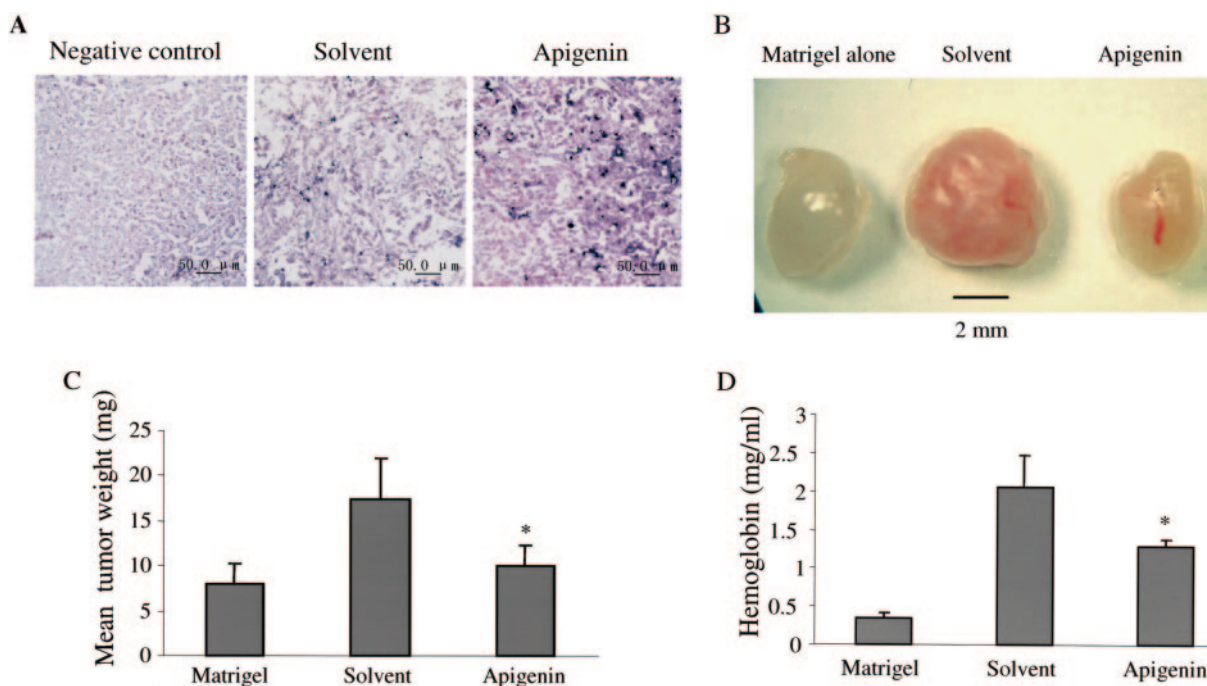 A
Negative control
Solvent
Apigenin
50.0 μm
50.0 μm
50.0 μm
B
Matrigel alone
Solvent
Apigenin
2 mm
C
Mean tumor weight (mg)
25
20
15
10
5
0
Matrigel
Solvent
Apigenin
*
D
Hemoglobin (mg/ml)
3
2.5
2
1.5
1
0.5
0
Matrigel
Solvent
Apigenin
*